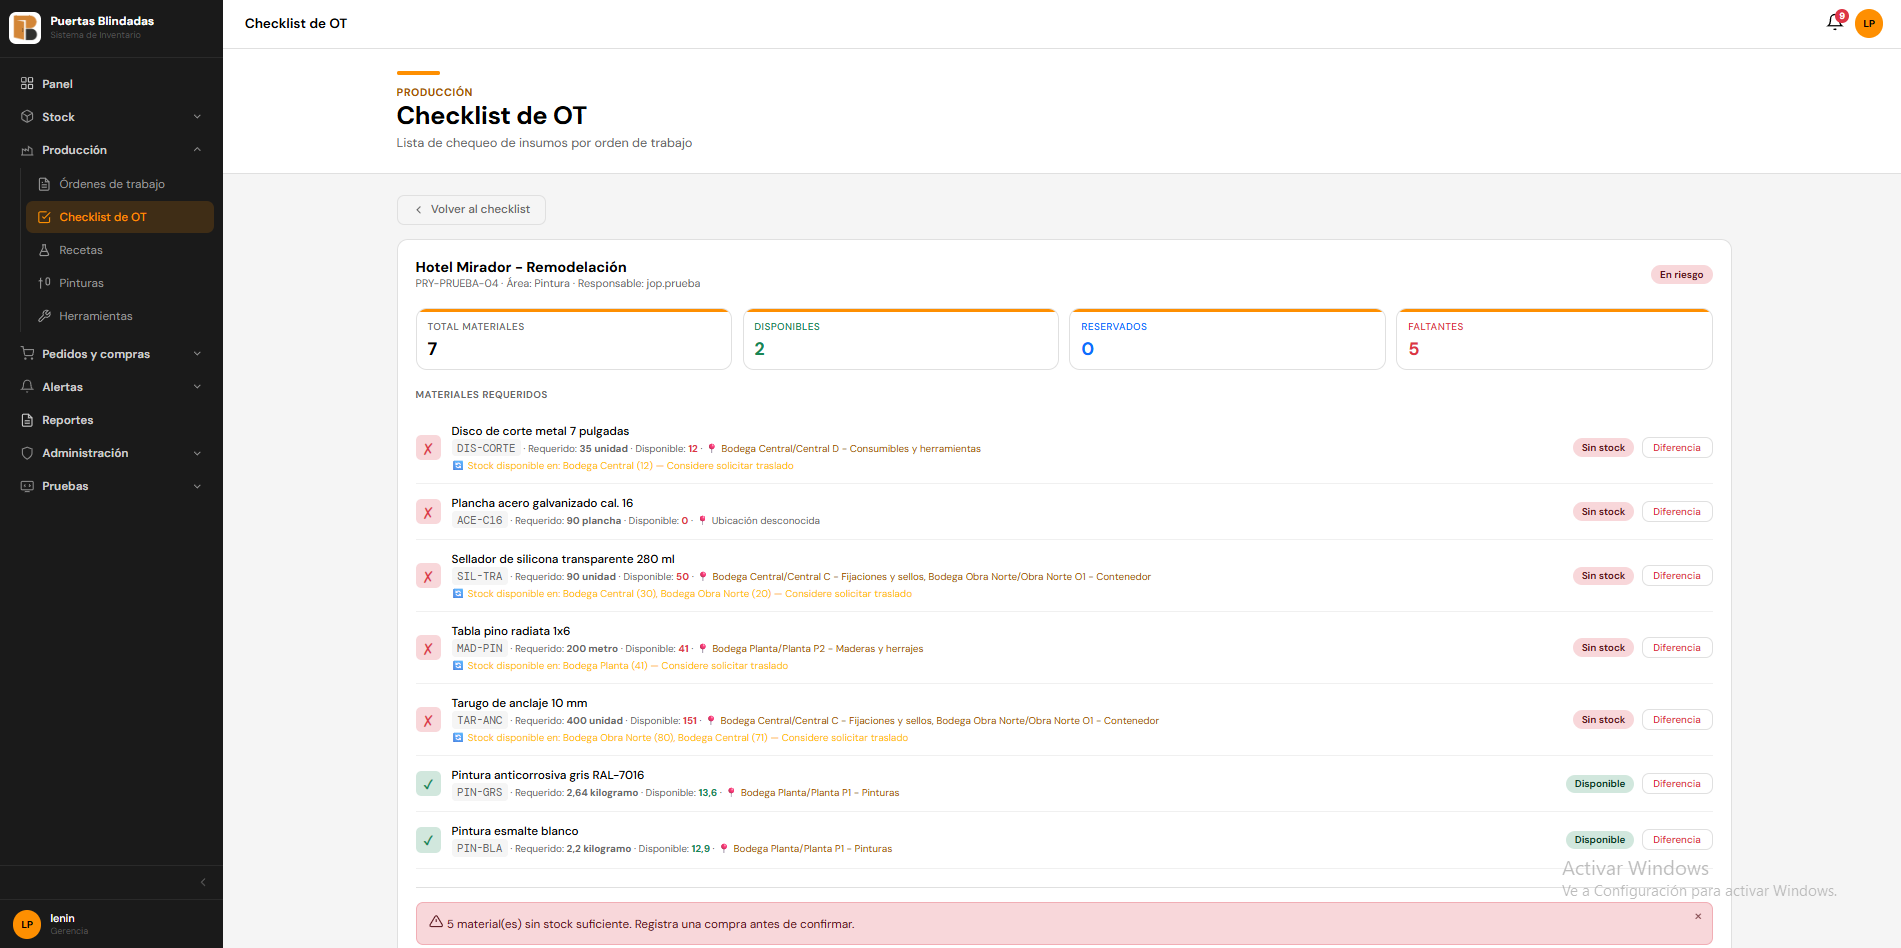 Puertas Blindadas
Sistema de Inventario
Panel
Stock
Producción
Órdenes de trabajo
Checklist de OT
Recetas
Pinturas
Herramientas
Pedidos y compras
Alertas
Reportes
Administración
Pruebas
LP
lenin
Gerencia
Checklist de OT
9
LP
PRODUCCIÓN
Checklist de OT
Lista de chequeo de insumos por orden de trabajo
Volver al checklist
Hotel Mirador - Remodelación
PRY-PRUEBA-04 · Área: Pintura · Responsable: jop.prueba
En riesgo
TOTAL MATERIALES
7
DISPONIBLES
2
RESERVADOS
0
FALTANTES
5
MATERIALES REQUERIDOS
Disco de corte metal 7 pulgadas
DIS-CORTE · Requerido: 35 unidad · Disponible: 12 · Bodega Central/Central D - Consumibles y herramientas
Stock disponible en: Bodega Central (12) — Considere solicitar traslado
Sin stock Diferencia
Plancha acero galvanizado cal. 16
ACE-C16 · Requerido: 90 plancha · Disponible: 0 · Ubicación desconocida
Sin stock Diferencia
Sellador de silicona transparente 280 ml
SIL-TRA · Requerido: 90 unidad · Disponible: 50 · Bodega Central/Central C - Fijaciones y sellos, Bodega Obra Norte/Obra Norte O1 - Contenedor
Stock disponible en: Bodega Central (30), Bodega Obra Norte (20) — Considere solicitar traslado
Sin stock Diferencia
Tabla pino radiata 1x6
MAD-PIN · Requerido: 200 metro · Disponible: 41 · Bodega Planta/Planta P2 - Maderas y herrajes
Stock disponible en: Bodega Planta (41) — Considere solicitar traslado
Sin stock Diferencia
Tarugo de anclaje 10 mm
TAR-ANC · Requerido: 400 unidad · Disponible: 151 · Bodega Central/Central C - Fijaciones y sellos, Bodega Obra Norte/Obra Norte O1 - Contenedor
Stock disponible en: Bodega Obra Norte (80), Bodega Central (71) — Considere solicitar traslado
Sin stock Diferencia
Pintura anticorrosiva gris RAL-7016
PIN-GRS · Requerido: 2,64 kilogramo · Disponible: 13,6 · Bodega Planta/Planta P1 - Pinturas
Disponible Diferencia
Pintura esmalte blanco
PIN-BLA · Requerido: 2,2 kilogramo · Disponible: 12,9 · Bodega Planta/Planta P1 - Pinturas
Disponible Diferencia
Activar Windows
Ve a Configuración para activar Windows.
5 material(es) sin stock suficiente. Registra una compra antes de confirmar.